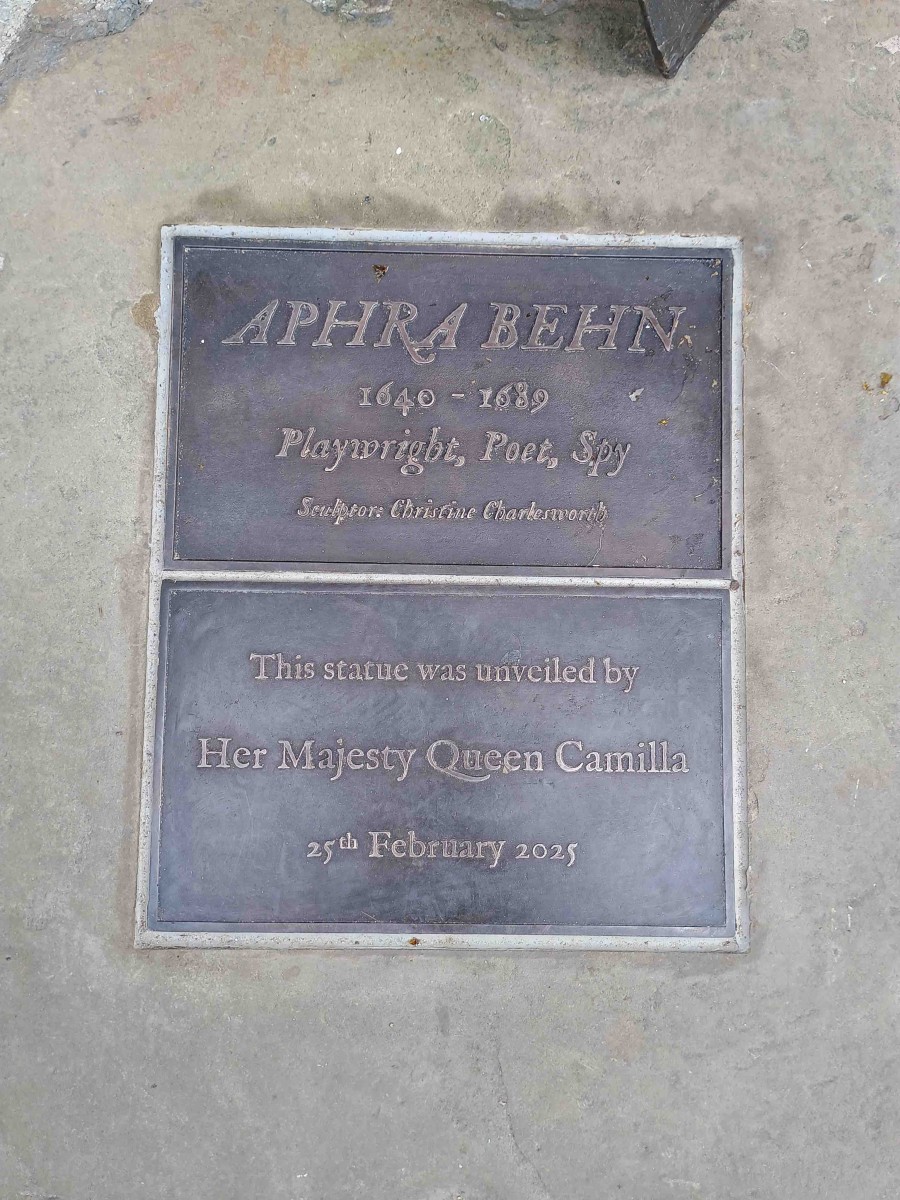 APHRA BEHN
1640 - 1689
Playwright, Poet, Spy
Sculptor: Christine Charlesworth
This statue was unveiled by
Her Majesty Queen Camilla
25th February 2025